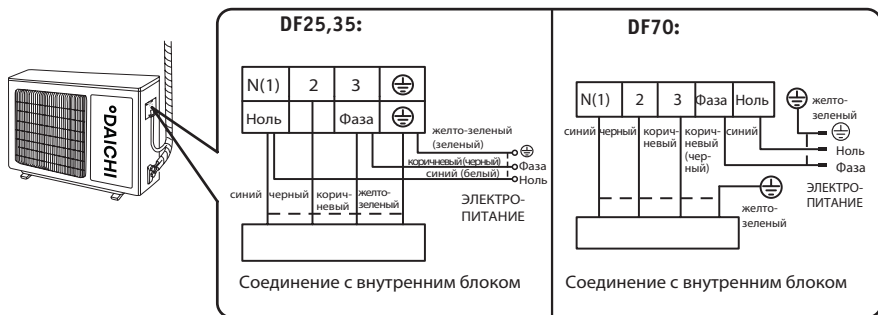 DF25,35:
N(1) 2 3
Ноль Фаза
желто-зеленый
(зеленый)
коричневый(черный)
Фаза
синий (белый)
Ноль
синий
черный
корич-
невый
желто-
зеленый
ЭЛЕКТРО-
ПИТАНИЕ
Соединение с внутренним блоком
DF70:
N(1) 2 3 Фаза Ноль
желто-
зеленый
синий
черный
корич-
невый
корич-
невый
(чер-
ный)
синий
Ноль
Фаза
ЭЛЕКТРО-
ПИТАНИЕ
желто-
зеленый
Соединение с внутренним блоком
DAICHI